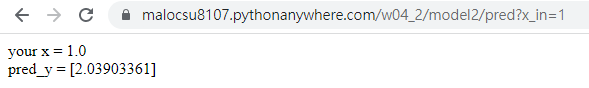 malocsu8107.pythonanywhere.com/w04_2/model2/pred?x_in=1
your x = 1.0
pred_y = [2.03903361]